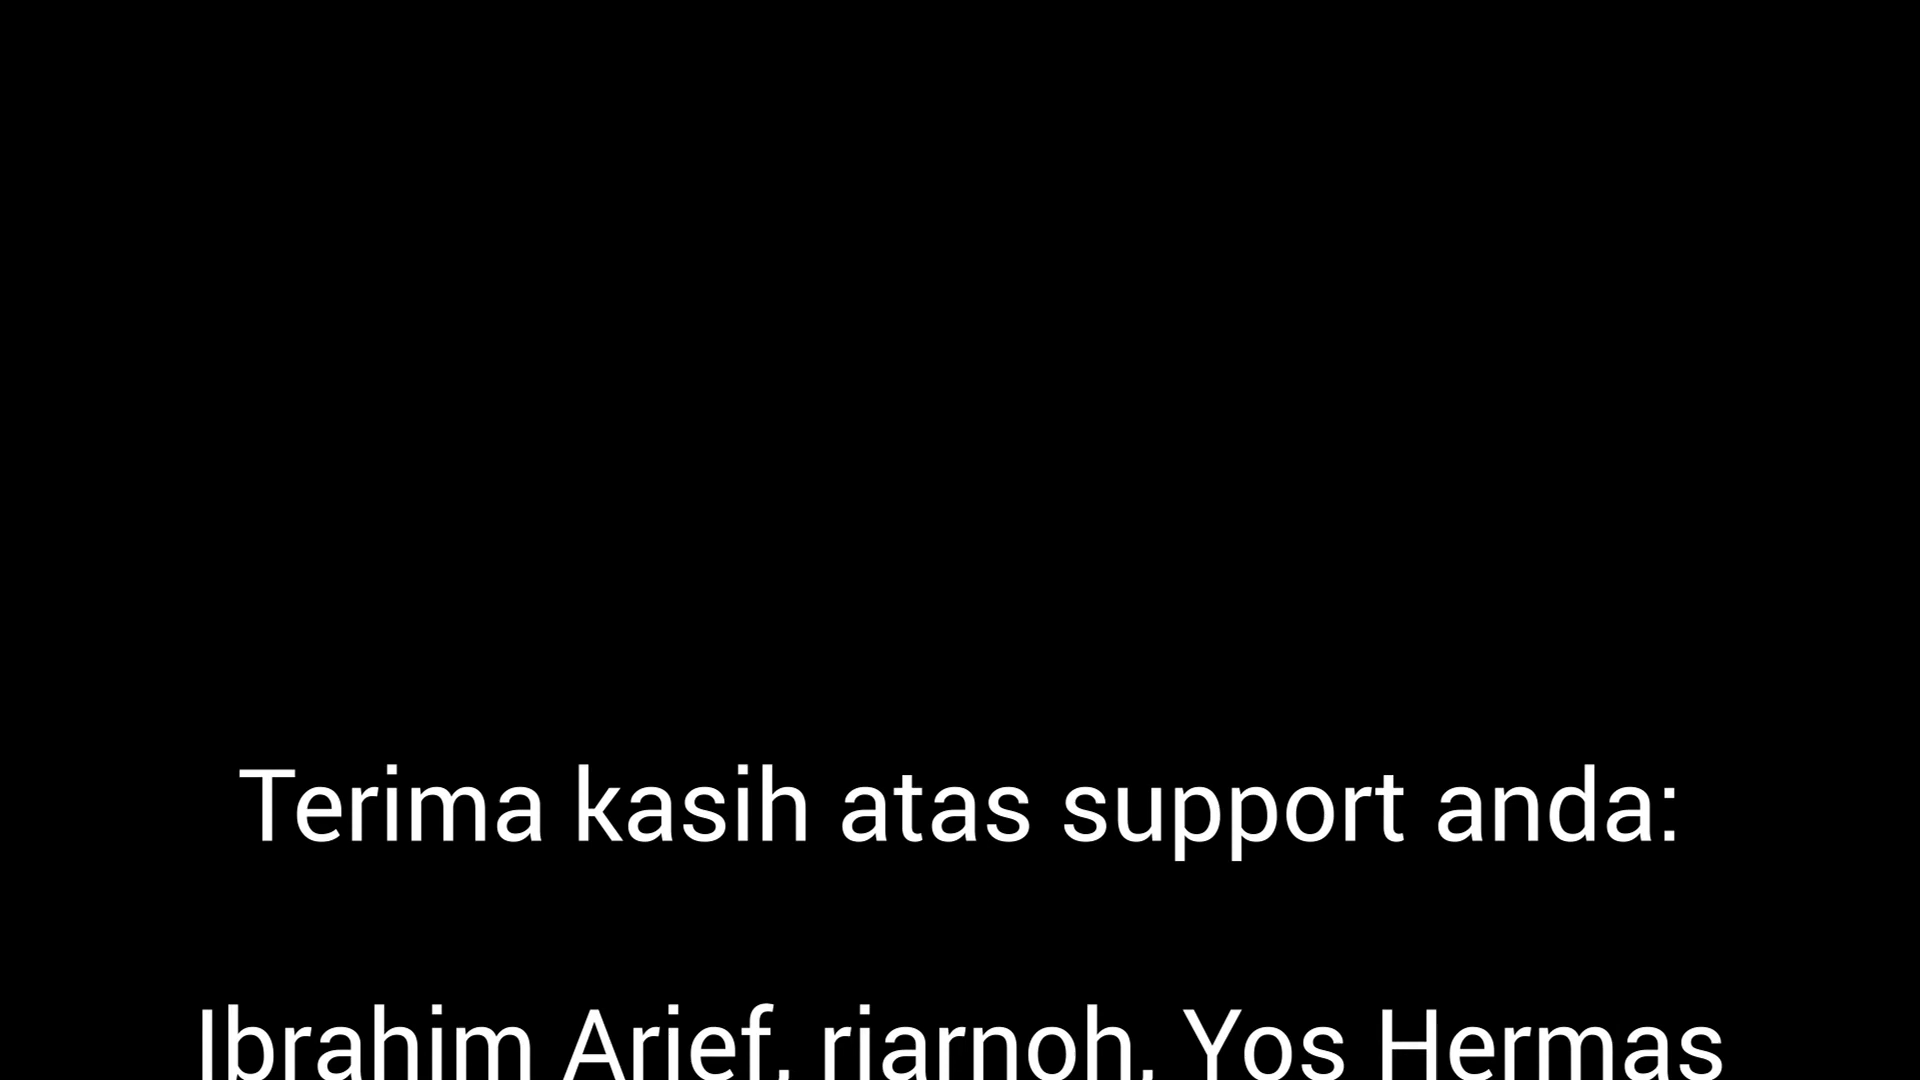 Terima kasih atas support anda:
Ibrahim Arief, riarnoh, Yos Hermas